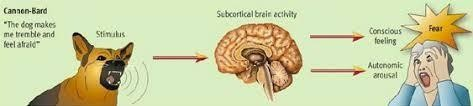 Cannon-Bard
"The dog makes
me tremble and
feel afraid"
Stimulus
Subcortical brain activity
Conscious
feeling
Autonomic
arousal
Fear